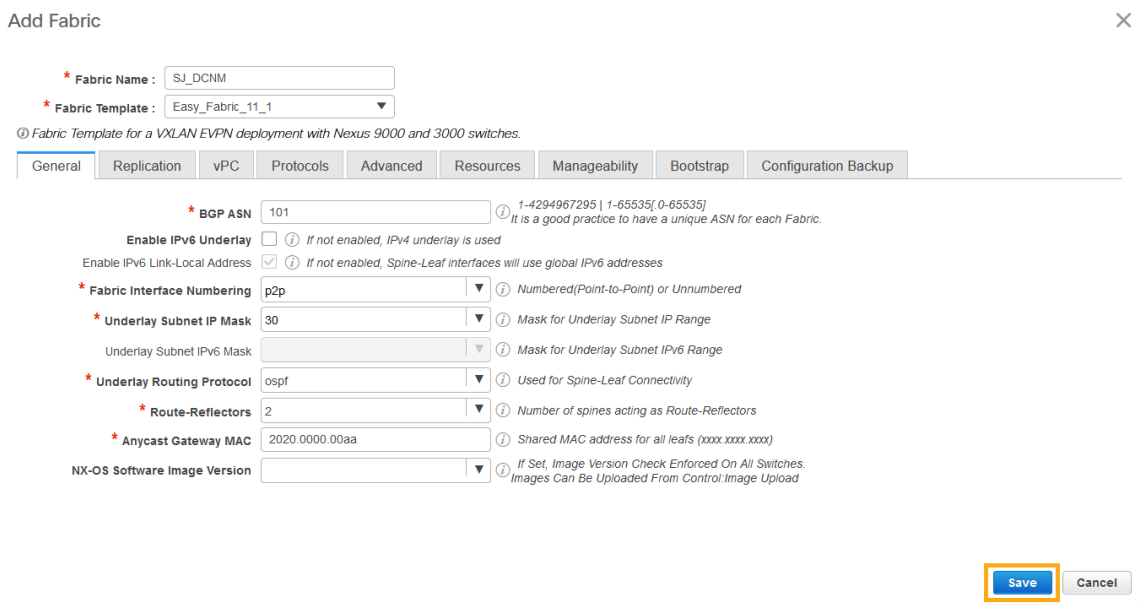 Add Fabric
* Fabric Name : SJ_DCNM
* Fabric Template : Easy_Fabric_11_1
Fabric Template for a VXLAN EVPN deployment with Nexus 9000 and 3000 switches.
General Replication vPC Protocols Advanced Resources Manageability Bootstrap Configuration Backup
* BGP ASN 101 1-4294967295 | 1-65535[.0-65535]
It is a good practice to have a unique ASN for each Fabric.
Enable IPv6 Underlay If not enabled, IPv4 underlay is used
Enable IPv6 Link-Local Address If not enabled, Spine-Leaf interfaces will use global IPv6 addresses
* Fabric Interface Numbering p2p Numbered(Point-to-Point) or Unnumbered
* Underlay Subnet IP Mask 30 Mask for Underlay Subnet IP Range
Underlay Subnet IPv6 Mask Mask for Underlay Subnet IPv6 Range
* Underlay Routing Protocol ospf Used for Spine-Leaf Connectivity
* Route-Reflectors 2 Number of spines acting as Route-Reflectors
* Anycast Gateway MAC 2020.0000.00aa Shared MAC address for all leafs (xxxx.xxxx.xxxx)
NX-OS Software Image Version If Set, Image Version Check Enforced On All Switches.
Images Can Be Uploaded From Control:Image Upload
Save Cancel